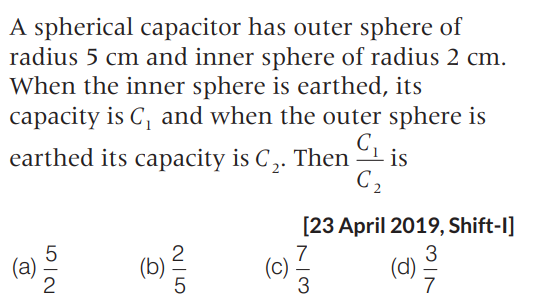 A spherical capacitor has outer sphere of
radius 5 cm and inner sphere of radius 2 cm.
When the inner sphere is earthed, its
capacity is C₁ and when the outer sphere is
earthed its capacity is C₂. Then C₁/C₂ is
[23 April 2019, Shift-I]
(a) 5/2 (b) 2/5 (c) 7/3 (d) 3/7